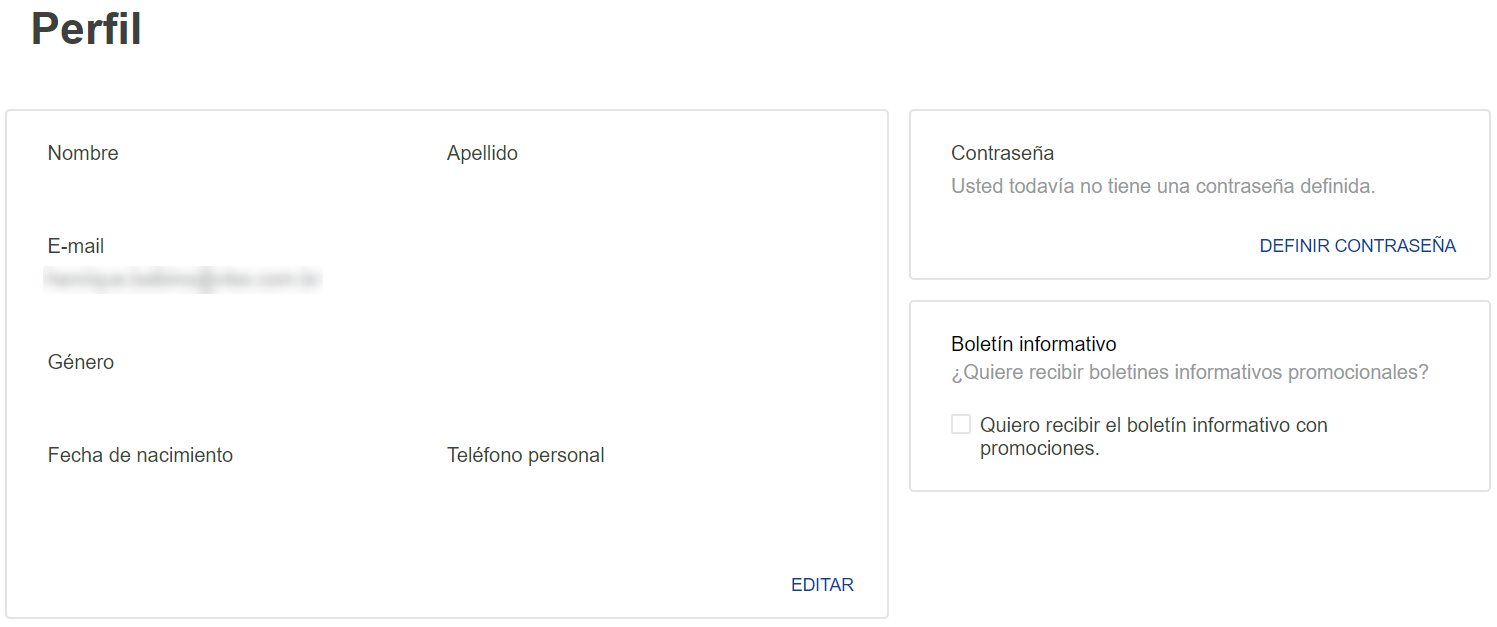 Perfil
Nombre
Apellido
E-mail
Género
Fecha de nacimiento
Teléfono personal
EDITAR
Contraseña
Usted todavía no tiene una contraseña definida.
DEFINIR CONTRASEÑA
Boletín informativo
¿Quiere recibir boletines informativos promocionales?
Quiero recibir el boletín informativo con
promociones.